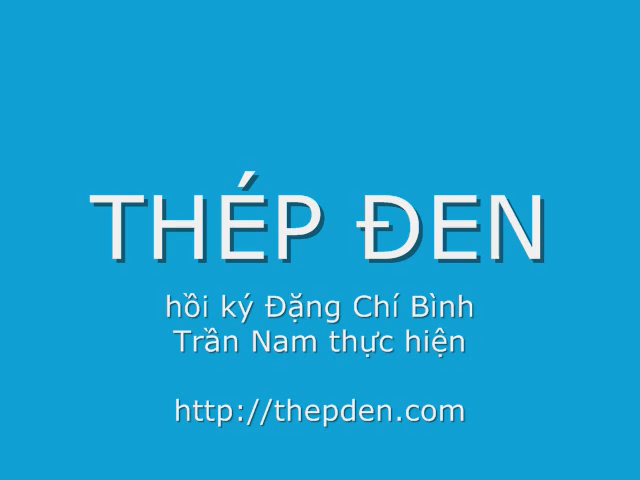 THÉP ĐEN
hồi ký Đặng Chí Bình
Trần Nam thực hiện
http://thepden.com